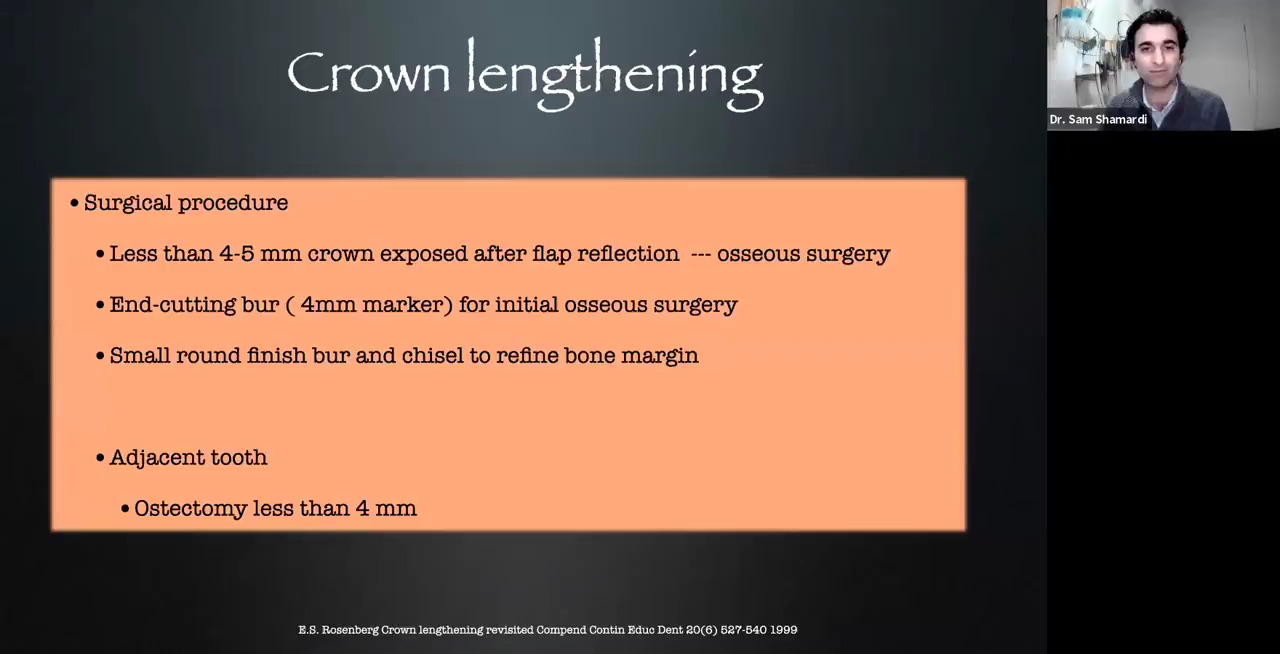 Crown lengthening
Dr. Sam Shamardi
• Surgical procedure
• Less than 4-5 mm crown exposed after flap reflection --- osseous surgery
• End-cutting bur ( 4mm marker) for initial osseous surgery
• Small round finish bur and chisel to refine bone margin
• Adjacent tooth
• Ostectomy less than 4 mm
E.S. Rosenberg Crown lengthening revisited Compend Contin Educ Dent 20(6) 527-540 1999